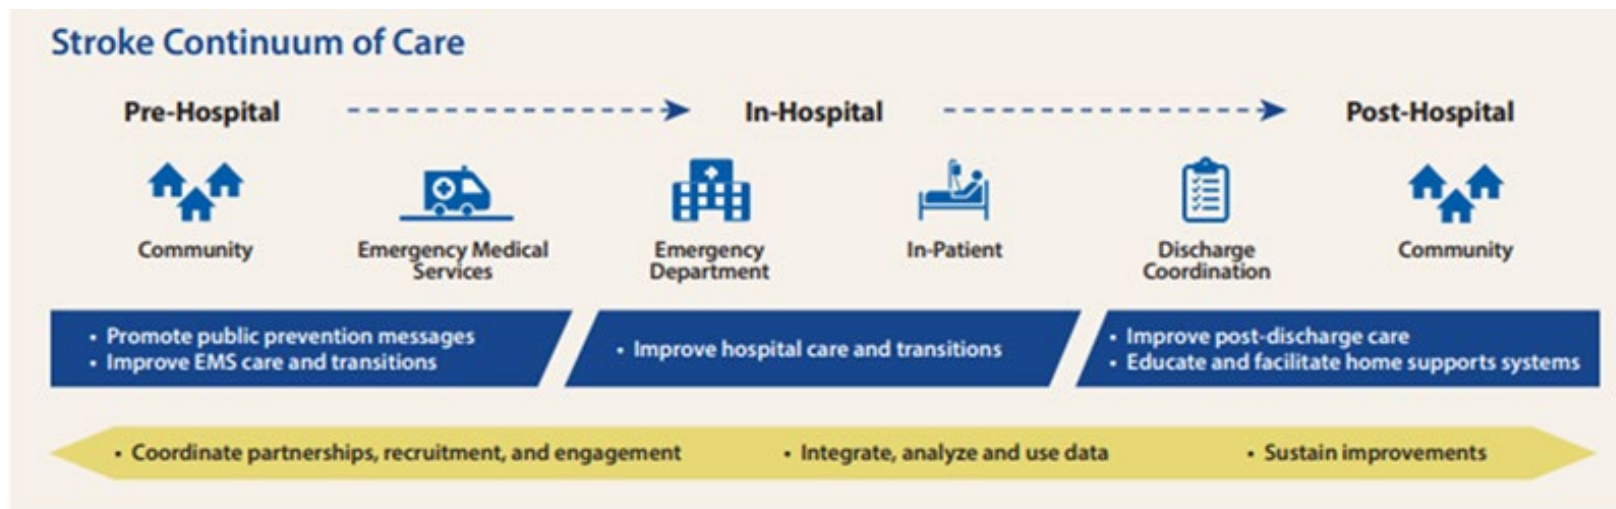 Stroke Continuum of Care
Pre-Hospital
In-Hospital
Post-Hospital
Community
Emergency Medical
Services
Emergency
Department
In-Patient
Discharge
Coordination
Community
• Promote public prevention messages
• Improve EMS care and transitions
• Improve hospital care and transitions
• Improve post-discharge care
• Educate and facilitate home supports systems
• Coordinate partnerships, recruitment, and engagement
• Integrate, analyze and use data
• Sustain improvements